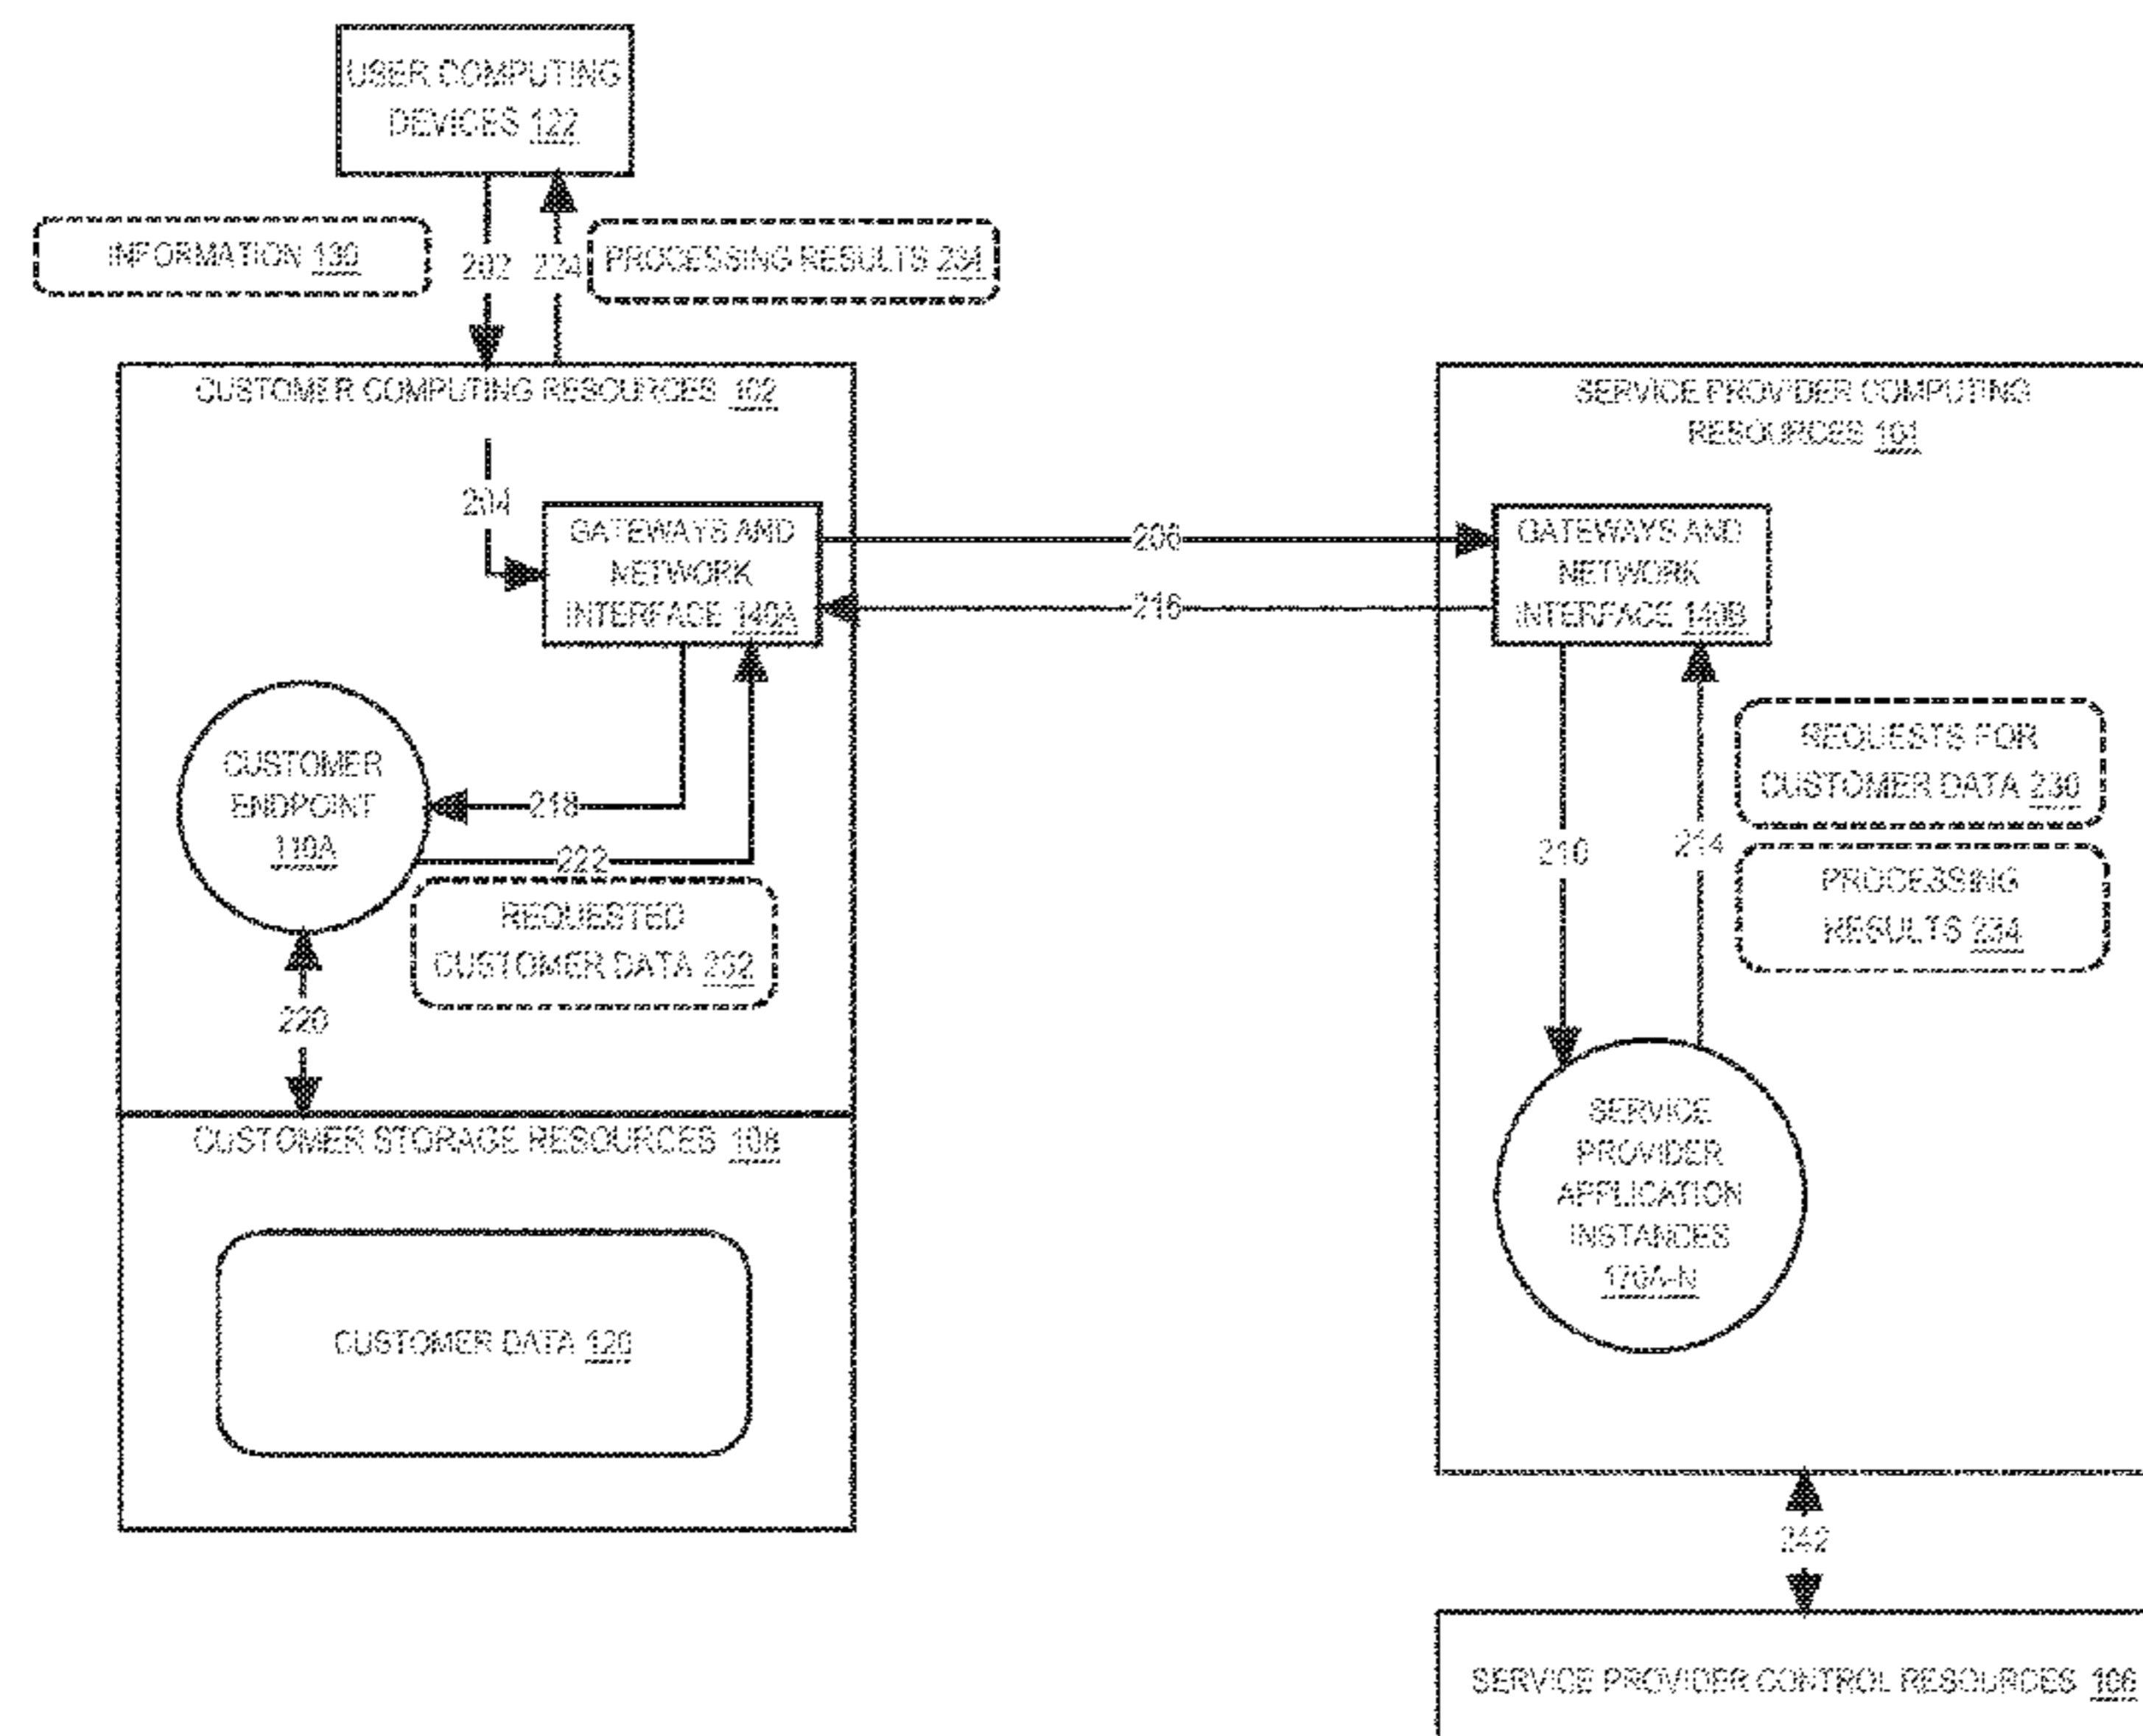 USER COMPUTING
DEVICES 122
INFORMATION 130
202
224
PROCESSING RESULTS 234
CUSTOMER COMPUTING RESOURCES 102
204
GATEWAYS AND
NETWORK
INTERFACE 140A
206
216
CUSTOMER
ENDPOINT
110A
218
222
REQUESTED
CUSTOMER DATA 232
220
CUSTOMER STORAGE RESOURCES 108
CUSTOMER DATA 120
SERVICE PROVIDER COMPUTING
RESOURCES 101
GATEWAYS AND
NETWORK
INTERFACE 140B
210
214
REQUESTS FOR
CUSTOMER DATA 230
PROCESSING
RESULTS 234
SERVICE
PROVIDER
APPLICATION
INSTANCES
170A-N
242
SERVICE PROVIDER CONTROL RESOURCES 106